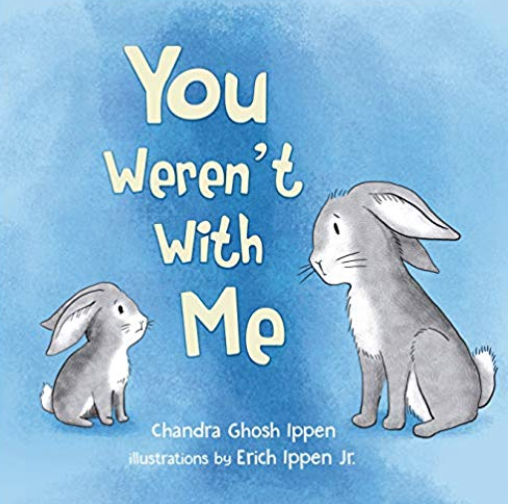 You
Weren't
With
Me
Chandra Ghosh Ippen
illustrations by Erich Ippen Jr.